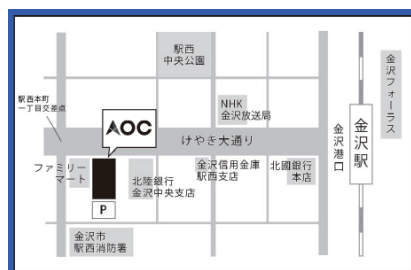 駅西
中央公園
NHK
金沢放送局
金沢フォーラス
駅西本町
一丁目交差点
AOC
けやき大通り
金沢港口
金沢駅
ファミリー
マート
北陸銀行
金沢中央支店
金沢信用金庫
駅西支店
北國銀行
本店
P
金沢市
駅西消防署